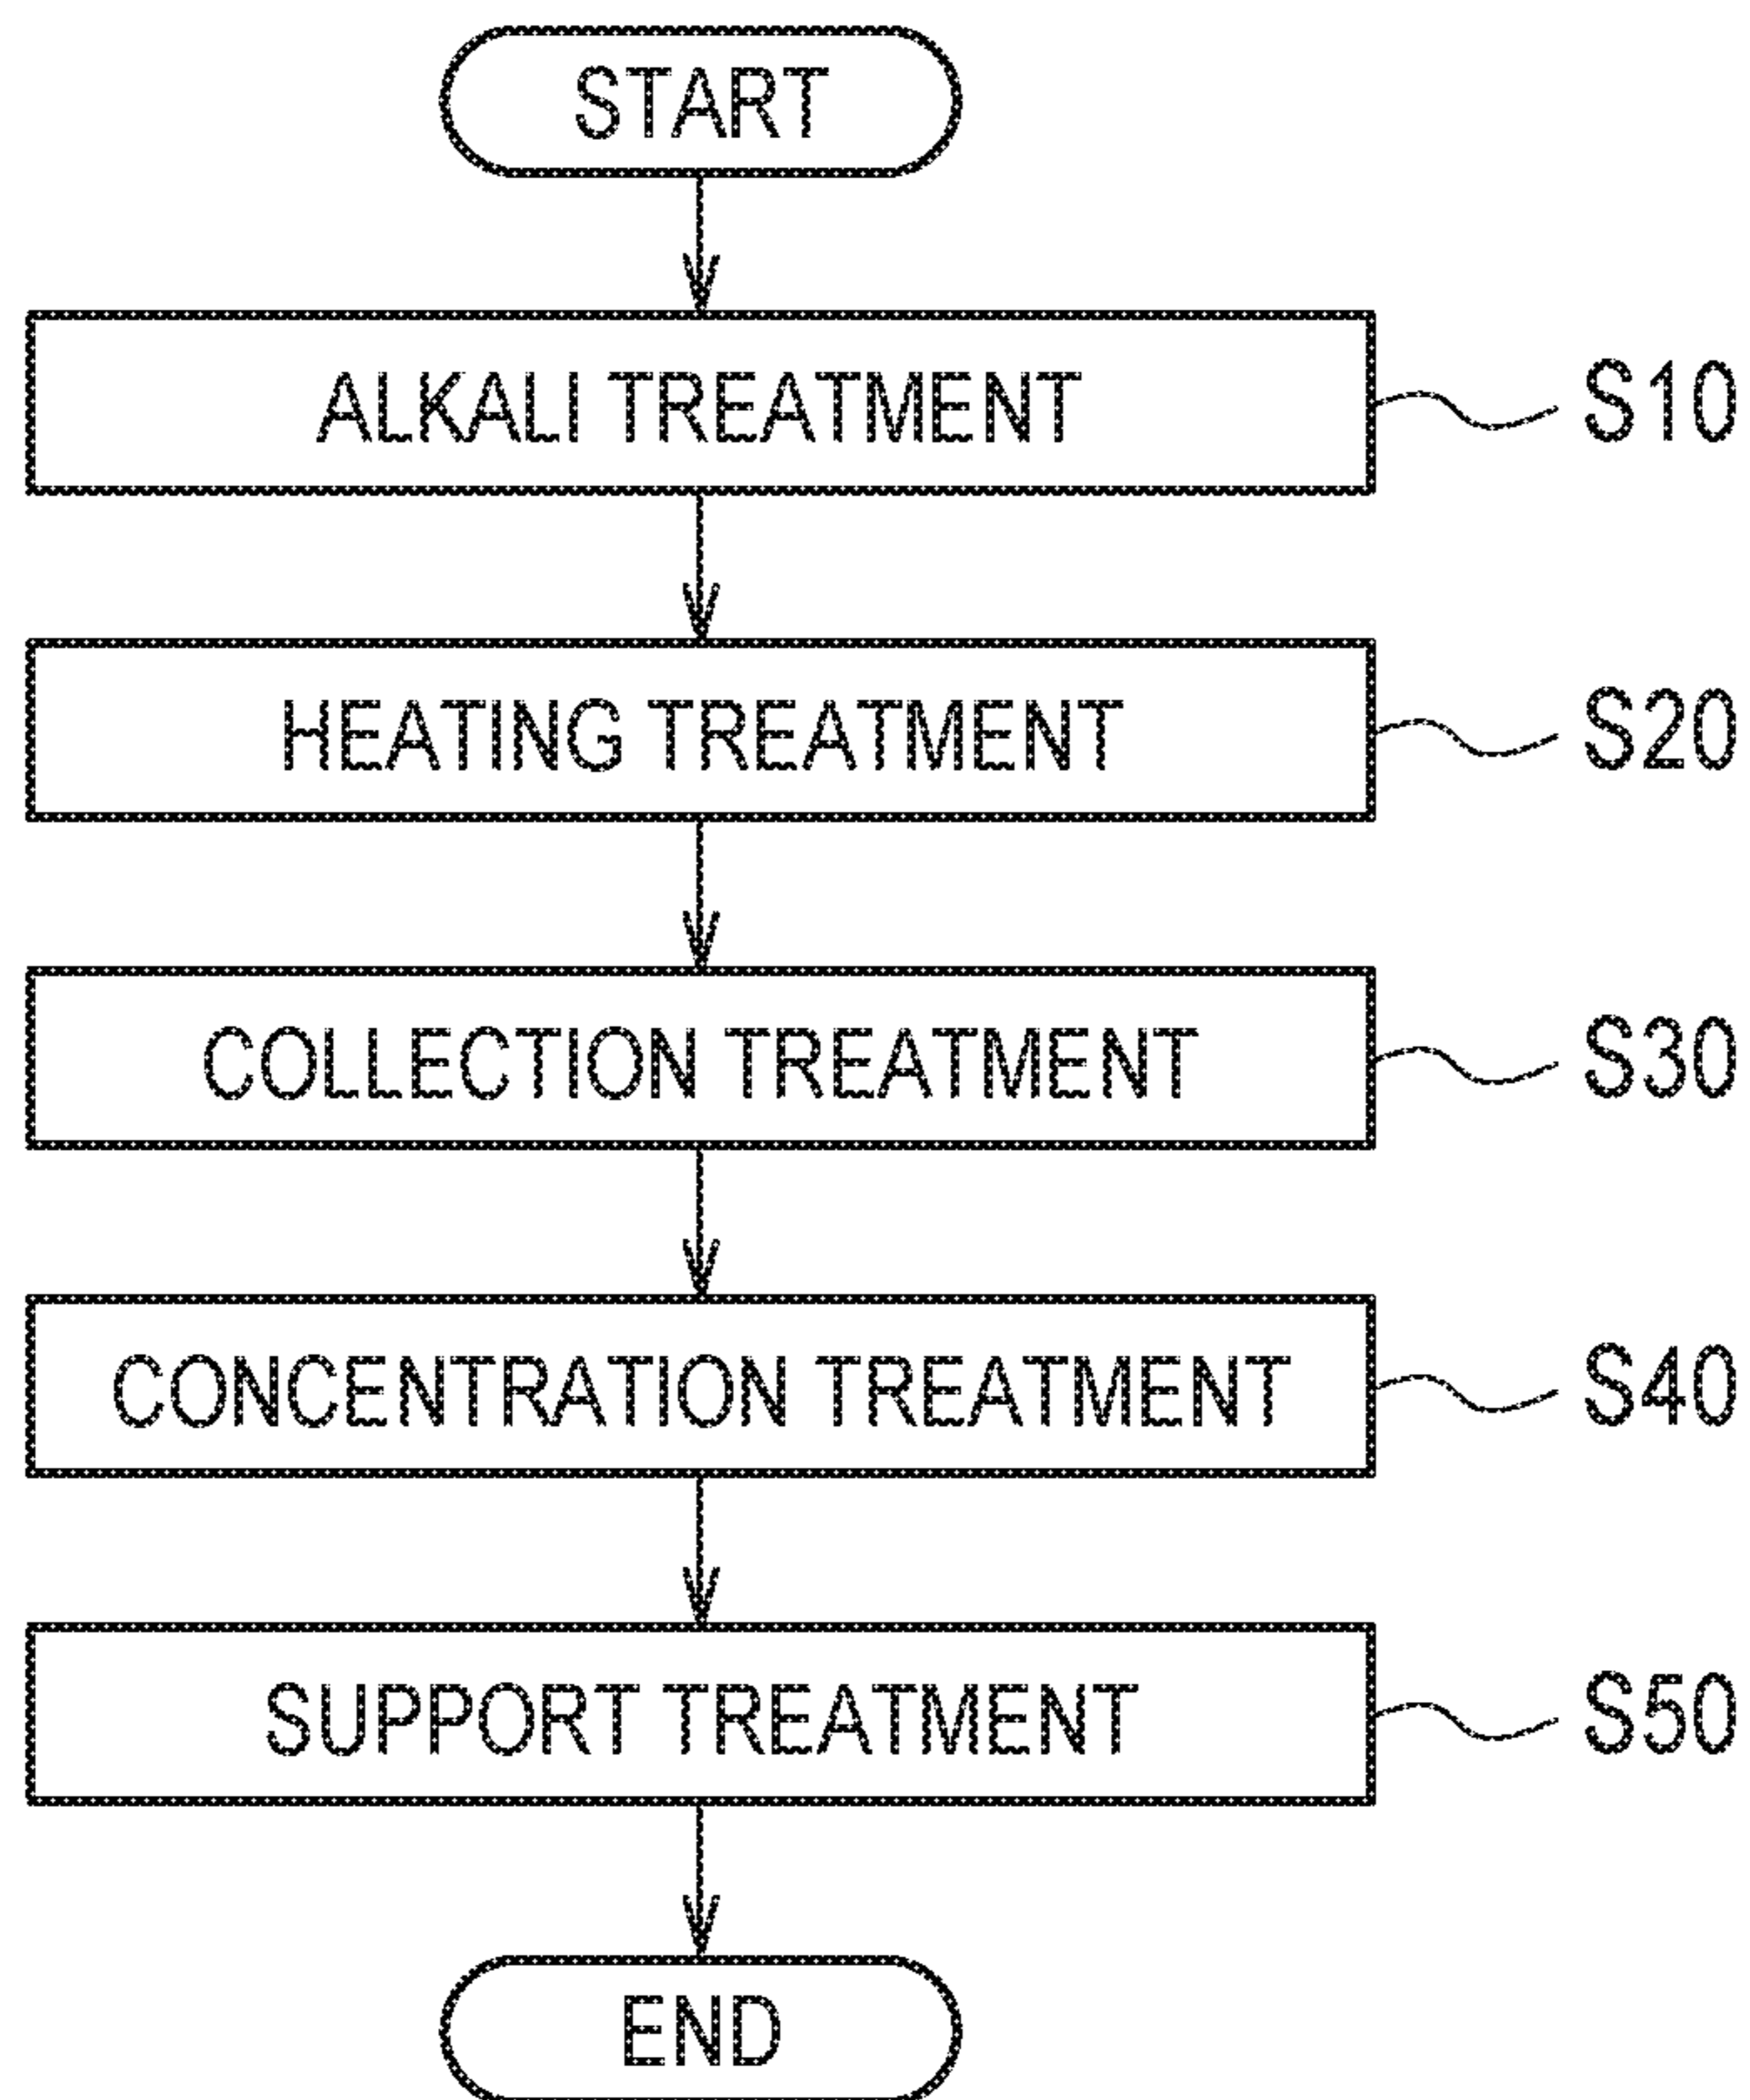 START
ALKALI TREATMENT S10
HEATING TREATMENT S20
COLLECTION TREATMENT S30
CONCENTRATION TREATMENT S40
SUPPORT TREATMENT S50
END